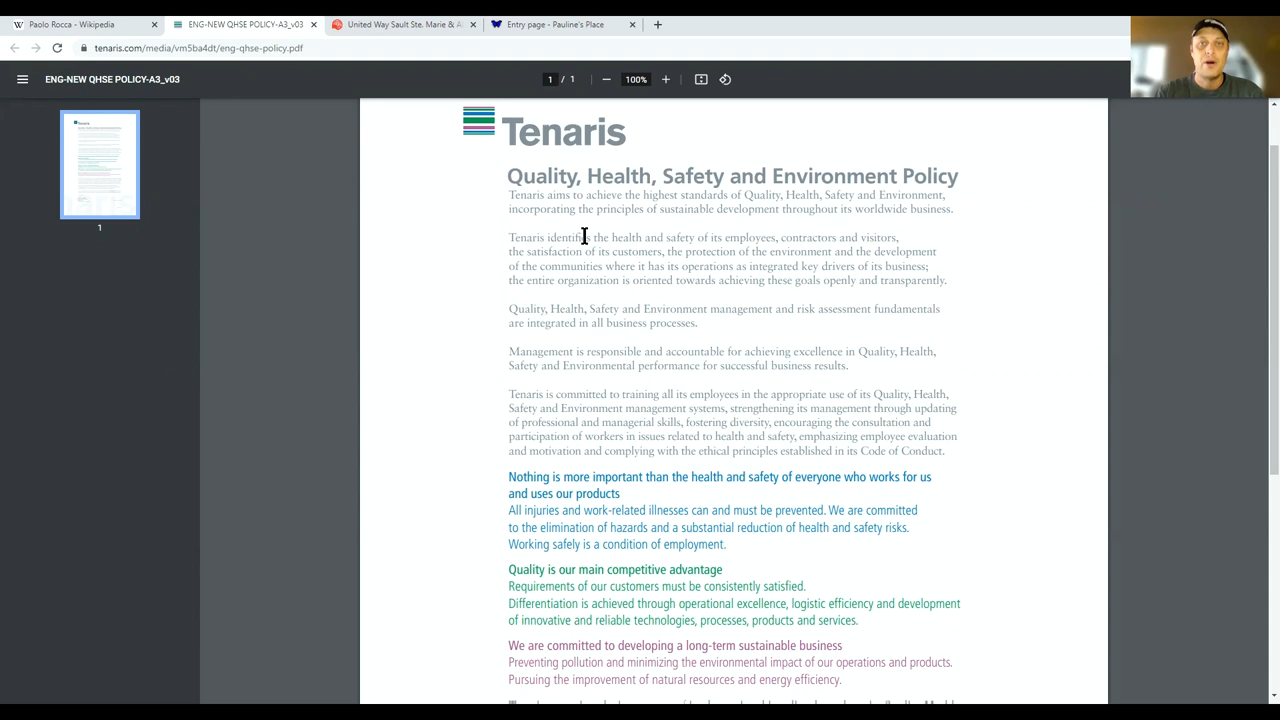 Paolo Rocca - Wikipedia
ENG-NEW QHSE POLICY-A3_v03
United Way Sault Ste. Marie & A
Entry page - Pauline's Place
tenaris.com/media/vm5ba4dt/eng-qhse-policy.pdf
ENG-NEW QHSE POLICY-A3_v03
1 / 1
100%
1
Tenaris
Quality, Health, Safety and Environment Policy
Tenaris aims to achieve the highest standards of Quality, Health, Safety and Environment,
incorporating the principles of sustainable development throughout its worldwide business.
Tenaris identifies the health and safety of its employees, contractors and visitors,
the satisfaction of its customers, the protection of the environment and the development
of the communities where it has its operations as integrated key drivers of its business;
the entire organization is oriented towards achieving these goals openly and transparently.
Quality, Health, Safety and Environment management and risk assessment fundamentals
are integrated in all business processes.
Management is responsible and accountable for achieving excellence in Quality, Health,
Safety and Environmental performance for successful business results.
Tenaris is committed to training all its employees in the appropriate use of its Quality, Health,
Safety and Environment management systems, strengthening its management through updating
of professional and managerial skills, fostering diversity, encouraging the consultation and
participation of workers in issues related to health and safety, emphasizing employee evaluation
and motivation and complying with the ethical principles established in its Code of Conduct.
Nothing is more important than the health and safety of everyone who works for us
and uses our products
All injuries and work-related illnesses can and must be prevented. We are committed
to the elimination of hazards and a substantial reduction of health and safety risks.
Working safely is a condition of employment.
Quality is our main competitive advantage
Requirements of our customers must be consistently satisfied.
Differentiation is achieved through operational excellence, logistic efficiency and development
of innovative and reliable technologies, processes, products and services.
We are committed to developing a long-term sustainable business
Preventing pollution and minimizing the environmental impact of our operations and products.
Pursuing the improvement of natural resources and energy efficiency.